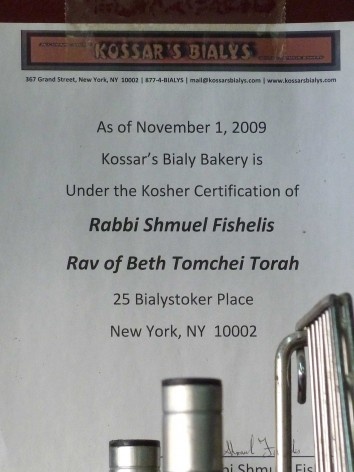 KOSSAR'S BIALYS
367 Grand Street, New York, NY 10002 | 877-4-BIALYS | mail@kossarsbialys.com | www.kossarsbialys.com
As of November 1, 2009
Kossar's Bialy Bakery is
Under the Kosher Certification of
Rabbi Shmuel Fishelis
Rav of Beth Tomchei Torah
25 Bialystoker Place
New York, NY 10002